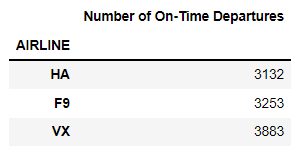 Number of On-Time Departures
AIRLINE
HA 3132
F9 3253
VX 3883